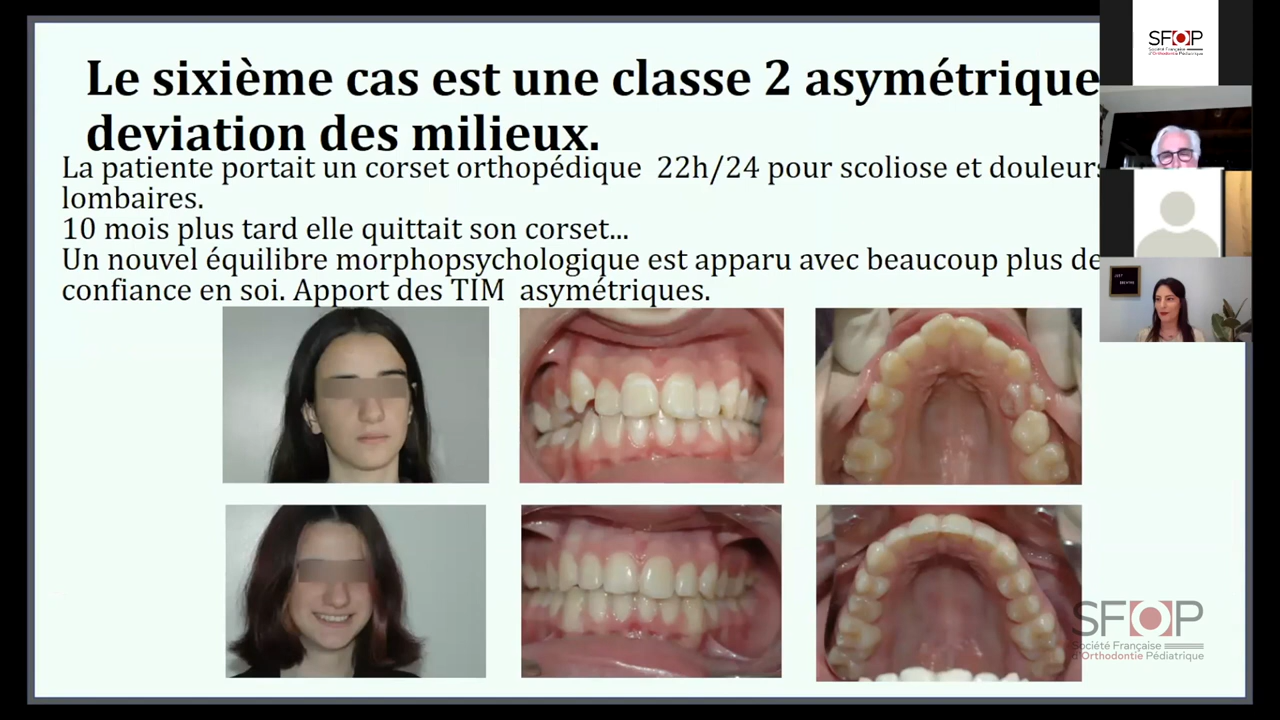 Le sixième cas est une classe 2 asymétrique
deviation des milieux.
La patiente portait un corset orthopédique 22h/24 pour scoliose et douleurs
lombaires.
10 mois plus tard elle quittait son corset...
Un nouvel équilibre morphopsychologique est apparu avec beaucoup plus de
confiance en soi. Apport des TIM asymétriques.
SFOP
Société Française
d'Orthodontie Pédiatrique
SFOP
Société Française
d'Orthodontie Pédiatrique